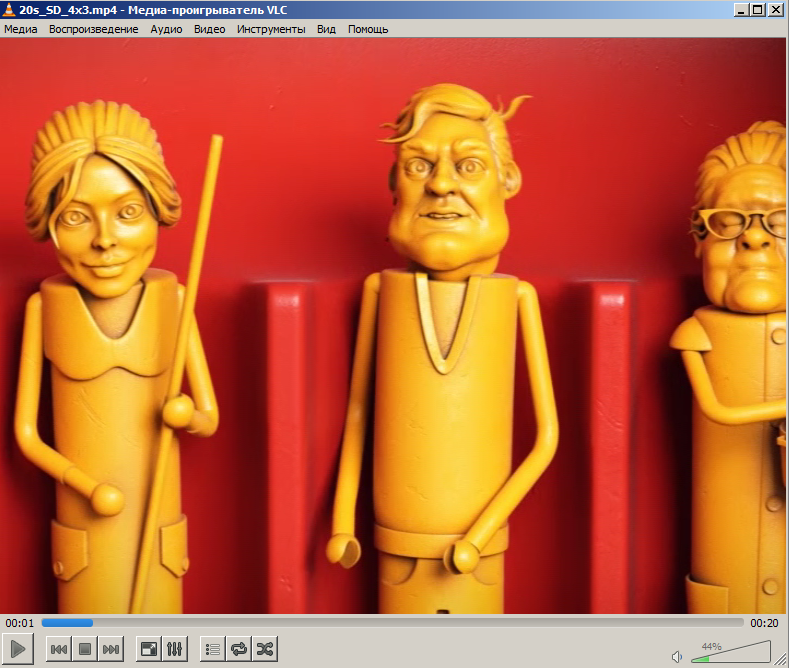 20s_SD_4x3.mp4 - Медиа-проигрыватель VLC
Медиа Воспроизведение Аудио Видео Инструменты Вид Помощь
00:01 00:20
44%